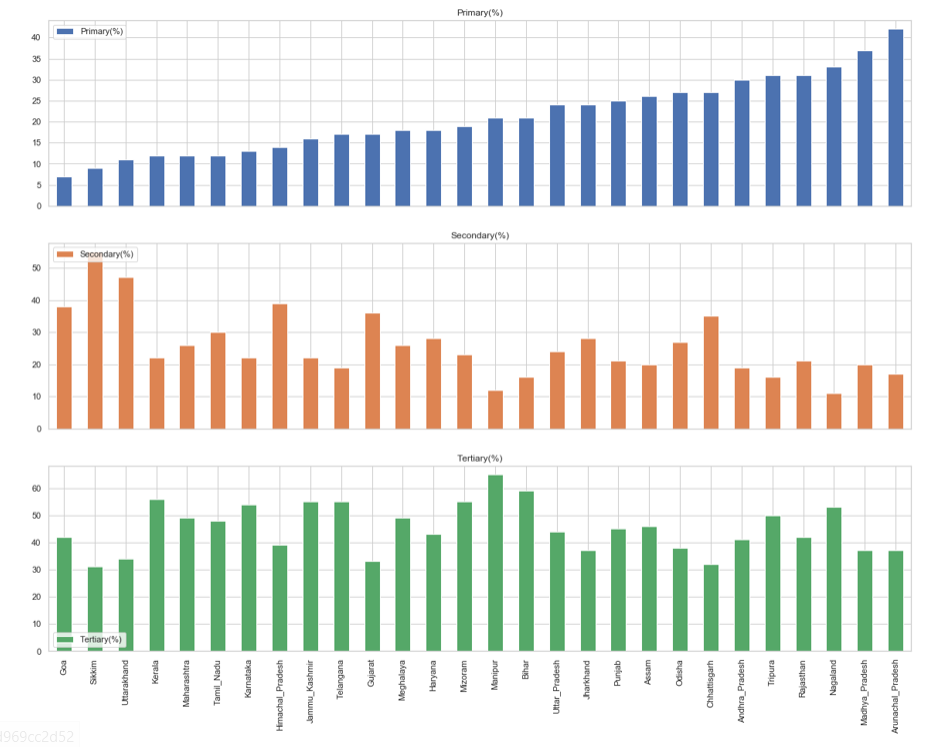 Primary(%)
Primary(%)
40
35
30
25
20
15
10
5
0
Secondary(%)
Secondary(%)
50
40
30
20
10
0
Tertiary(%)
60
50
40
30
20
10
0
Tertiary(%)
Goa
Sikkim
Uttarakhand
Kerala
Maharashtra
Tamil_Nadu
Karnataka
Himachal_Pradesh
Jammu_Kashmir
Telangana
Gujarat
Meghalaya
Haryana
Mizoram
Manipur
Bihar
Uttar_Pradesh
Jharkhand
Punjab
Assam
Odisha
Chhattisgarh
Andhra_Pradesh
Tripura
Rajasthan
Nagaland
Madhya_Pradesh
Arunachal_Pradesh